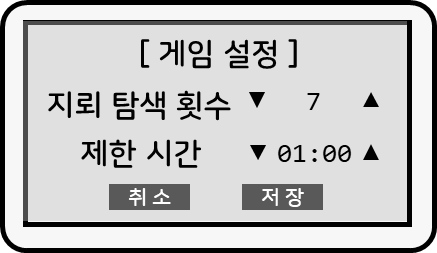 [ 게임 설정 ]
지뢰 탐색 횟수 ▼ 7 ▲
제한 시간 ▼ 01:00 ▲
취소 저장